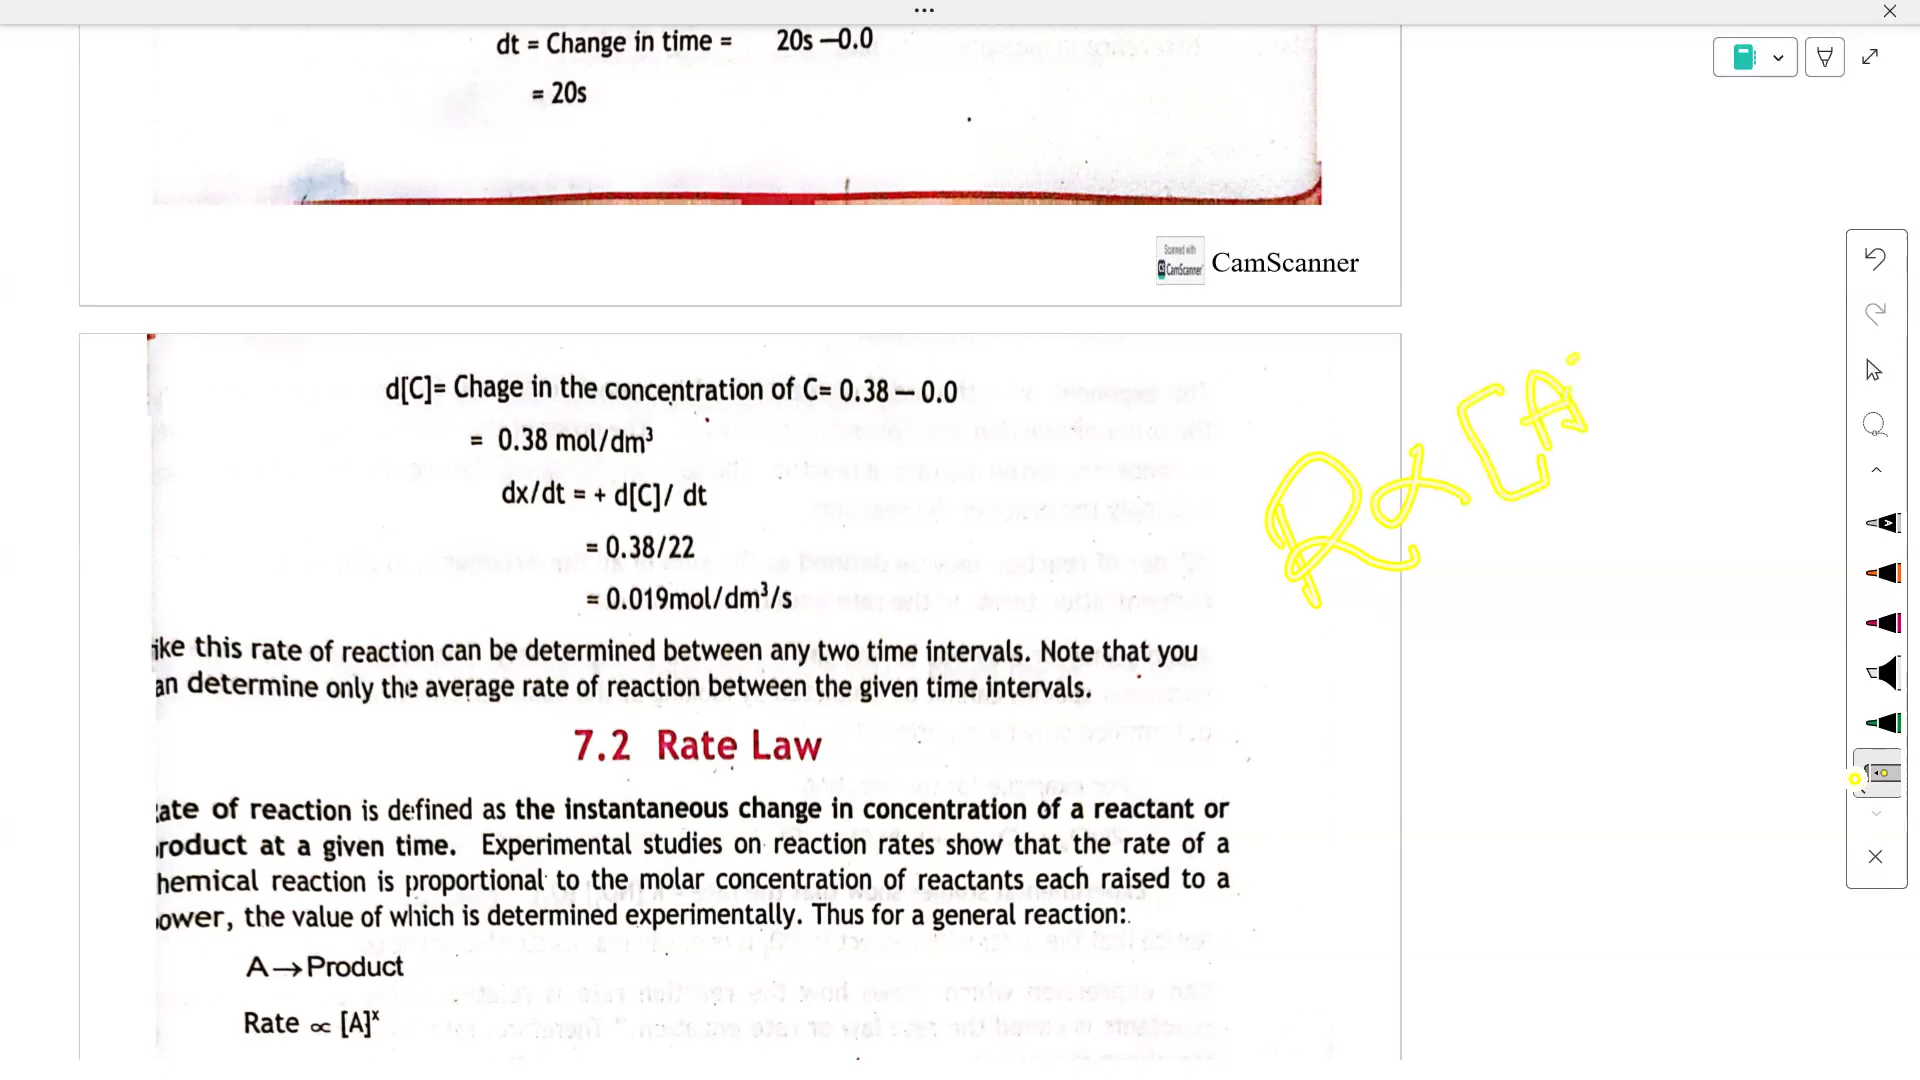 dt = Change in time = 20s –0.0
= 20s
Scanned with
CS CamScanner
CamScanner
d[C]= Chage in the concentration of C= 0.38 – 0.0
= 0.38 mol/dm³
dx/dt = + d[C]/ dt
= 0.38/22
= 0.019mol/dm³/s
R ∝ [A
ike this rate of reaction can be determined between any two time intervals. Note that you
an determine only the average rate of reaction between the given time intervals.
7.2 Rate Law
ate of reaction is defined as the instantaneous change in concentration of a reactant or
roduct at a given time. Experimental studies on reaction rates show that the rate of a
hemical reaction is proportional to the molar concentration of reactants each raised to a
ower, the value of which is determined experimentally. Thus for a general reaction:
A→Product
Rate ∝ [A]ˣ